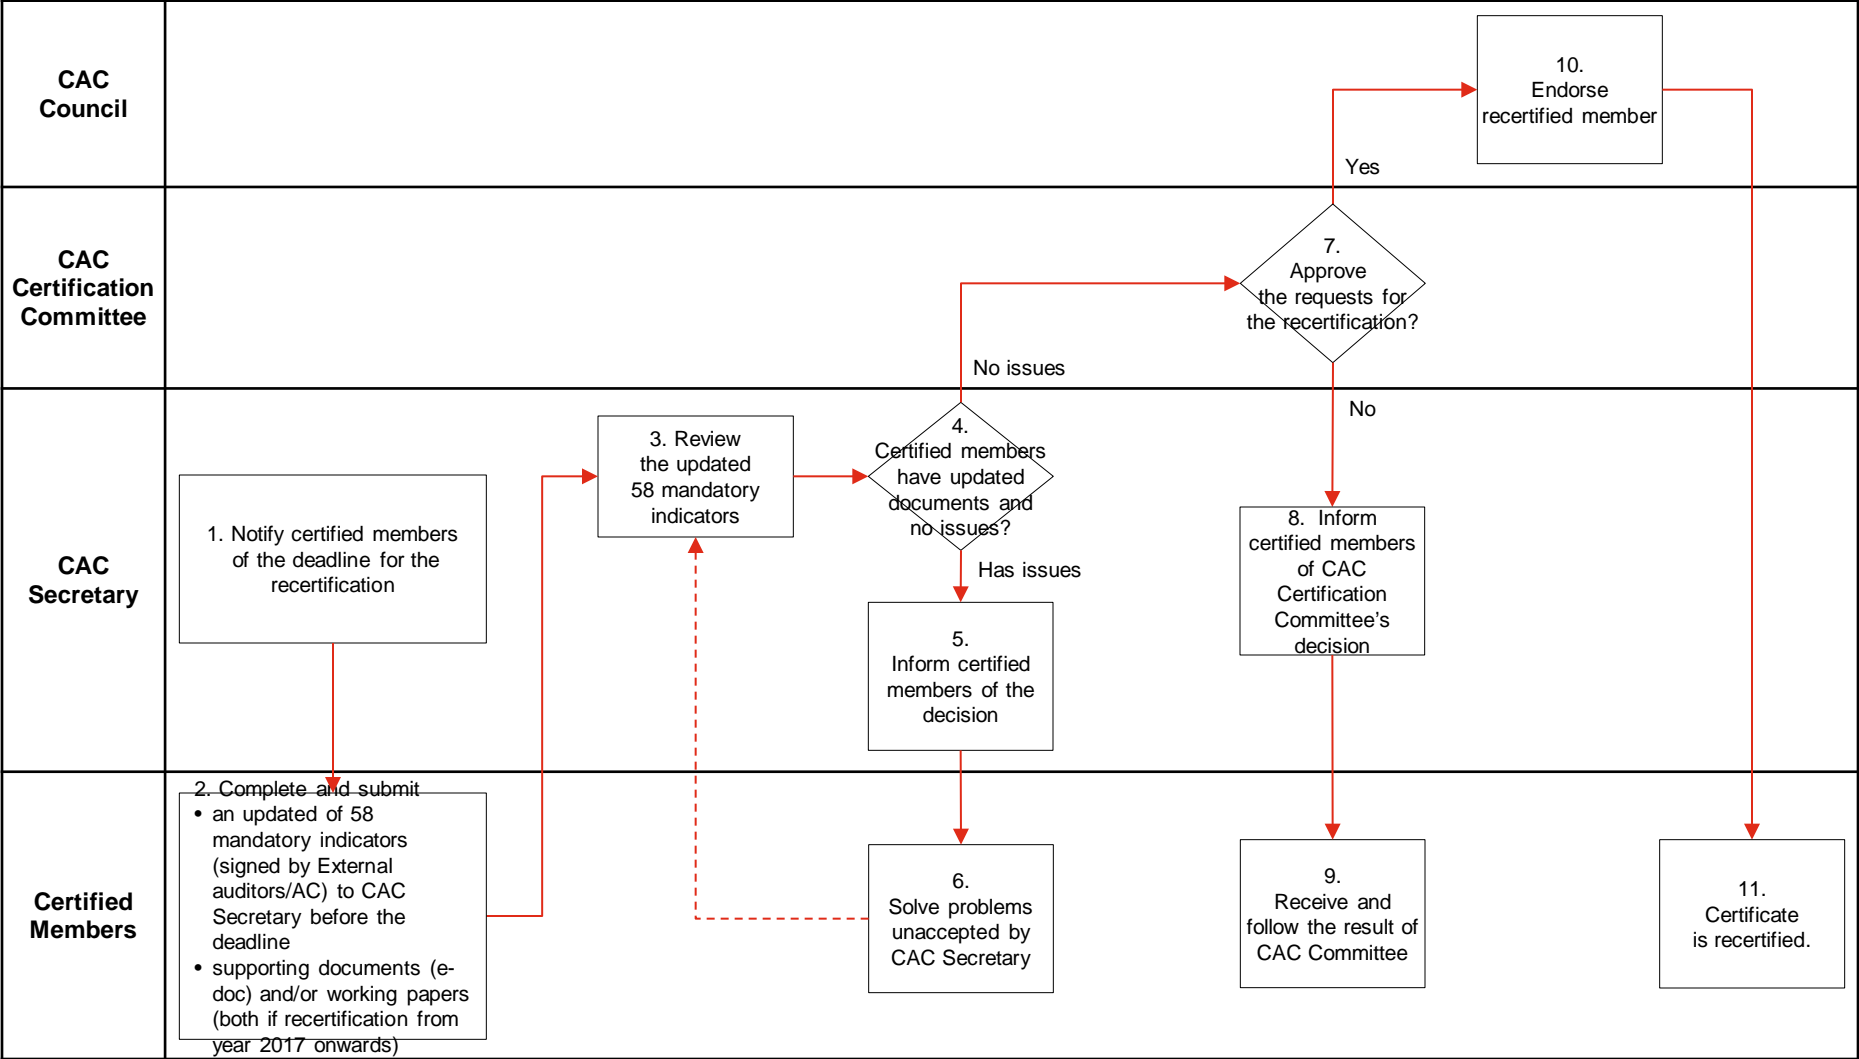 CAC
Council
10.
Endorse
recertified member
Yes
CAC
Certification
Committee
7.
Approve
the requests for
the recertification?
No issues
No
CAC
Secretary
1. Notify certified members
of the deadline for the
recertification
3. Review
the updated
58 mandatory
indicators
4.
Certified members
have updated
documents and
no issues?
Has issues
5.
Inform certified
members of the
decision
8. Inform
certified members
of CAC
Certification
Committee's
decision
Certified
Members
2. Complete and submit
• an updated of 58
mandatory indicators
(signed by External
auditors/AC) to CAC
Secretary before the
deadline
• supporting documents (e-
doc) and/or working papers
(both if recertification from
year 2017 onwards)
6.
Solve problems
unaccepted by
CAC Secretary
9.
Receive and
follow the result of
CAC Committee
11.
Certificate
is recertified.